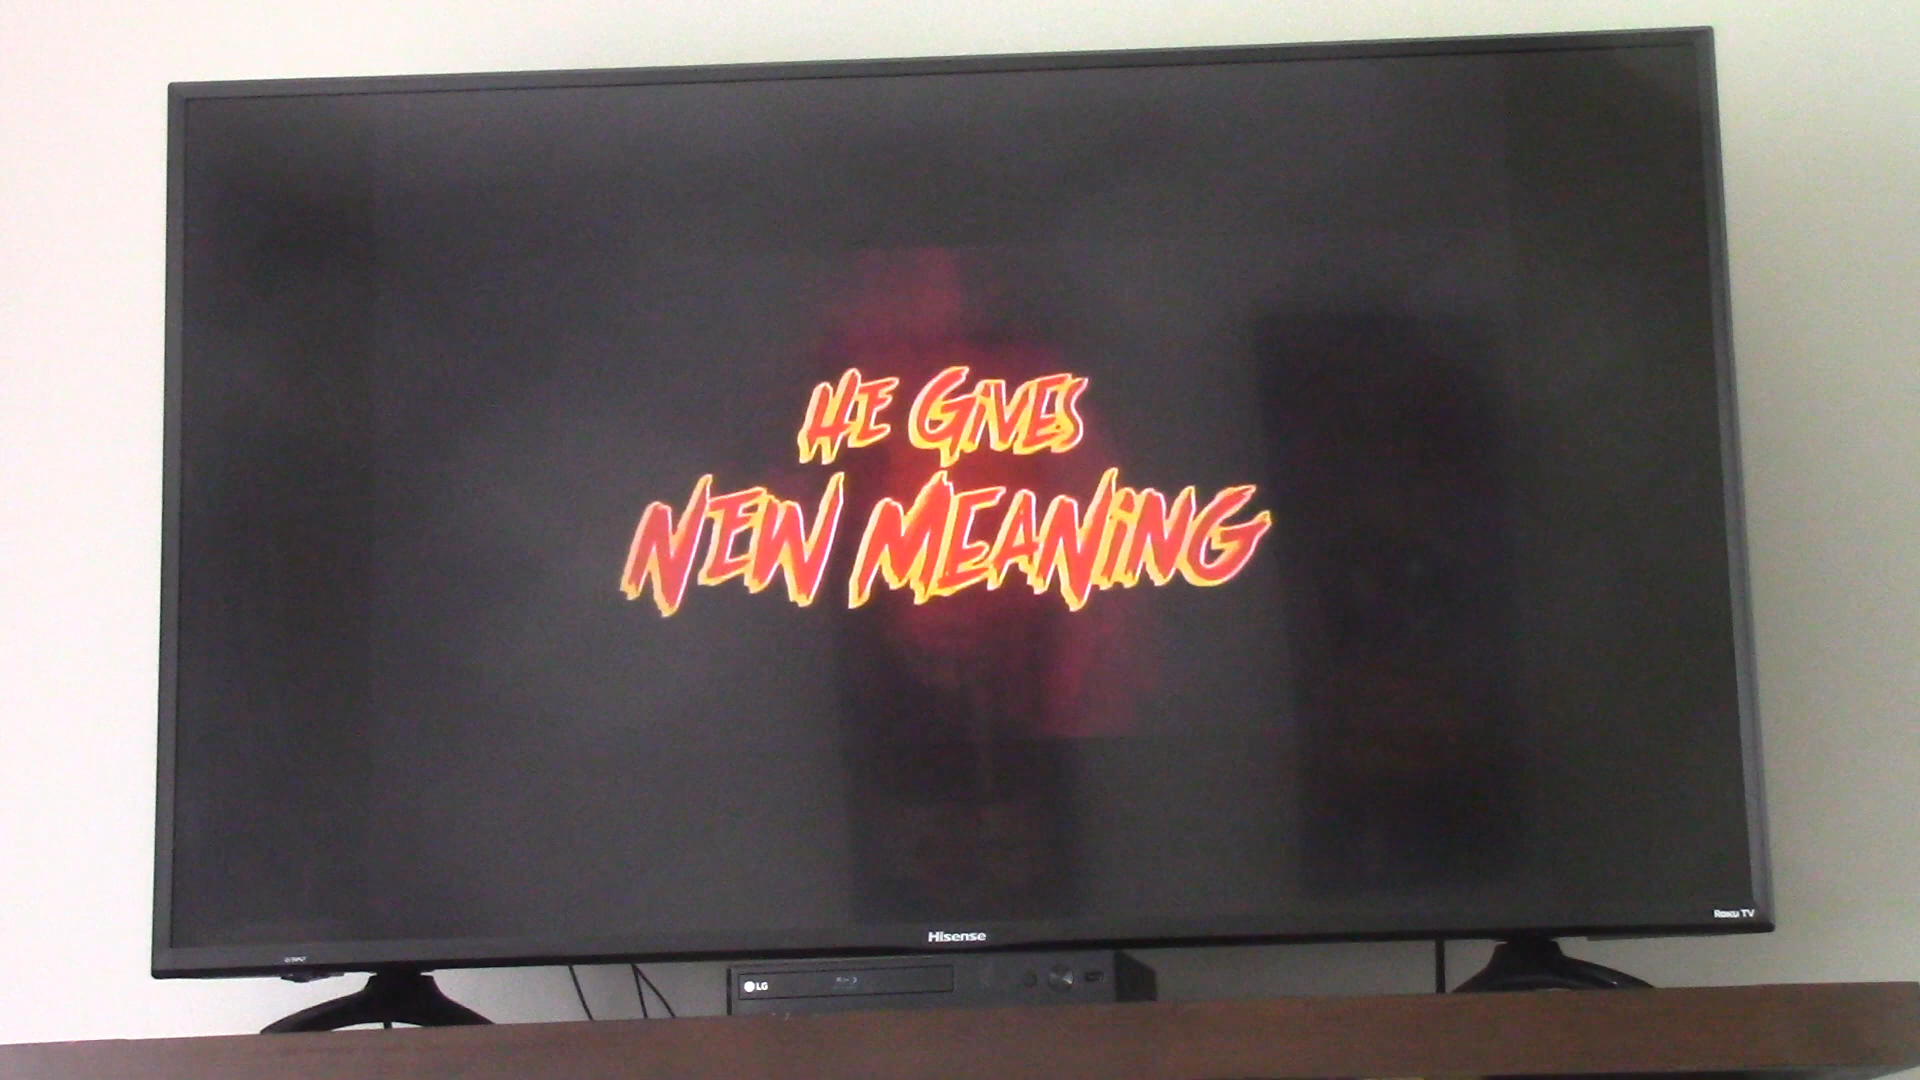 HE GiVES
NEW MEANiNG
Hisense
Roku TV
LG